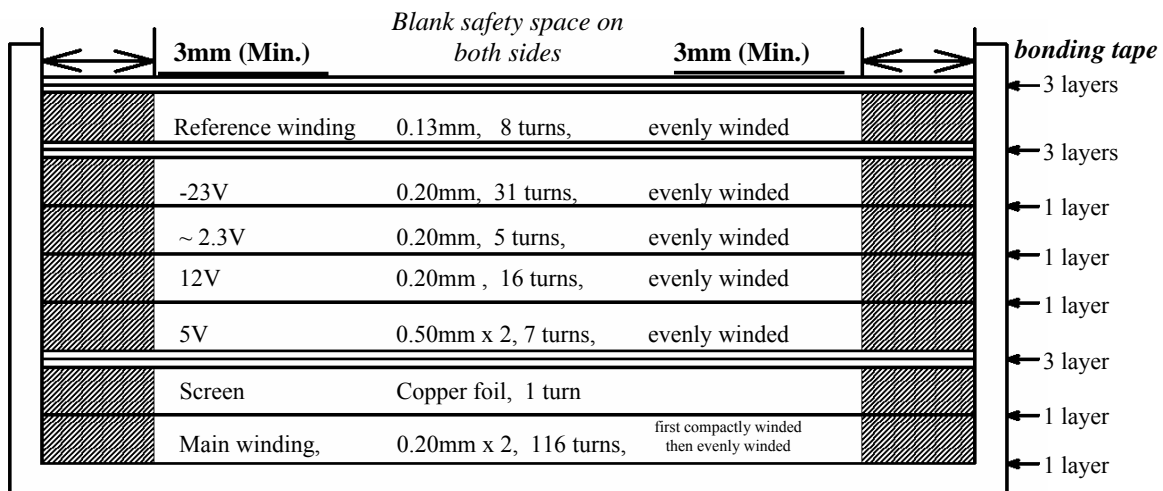 Blank safety space on
both sides
3mm (Min.)
3mm (Min.)
bonding tape
3 layers
Reference winding 0.13mm, 8 turns, evenly winded
3 layers
-23V 0.20mm, 31 turns, evenly winded
1 layer
~ 2.3V 0.20mm, 5 turns, evenly winded
1 layer
12V 0.20mm , 16 turns, evenly winded
1 layer
5V 0.50mm x 2, 7 turns, evenly winded
3 layer
Screen Copper foil, 1 turn
1 layer
Main winding, 0.20mm x 2, 116 turns, first compactly winded
then evenly winded
1 layer